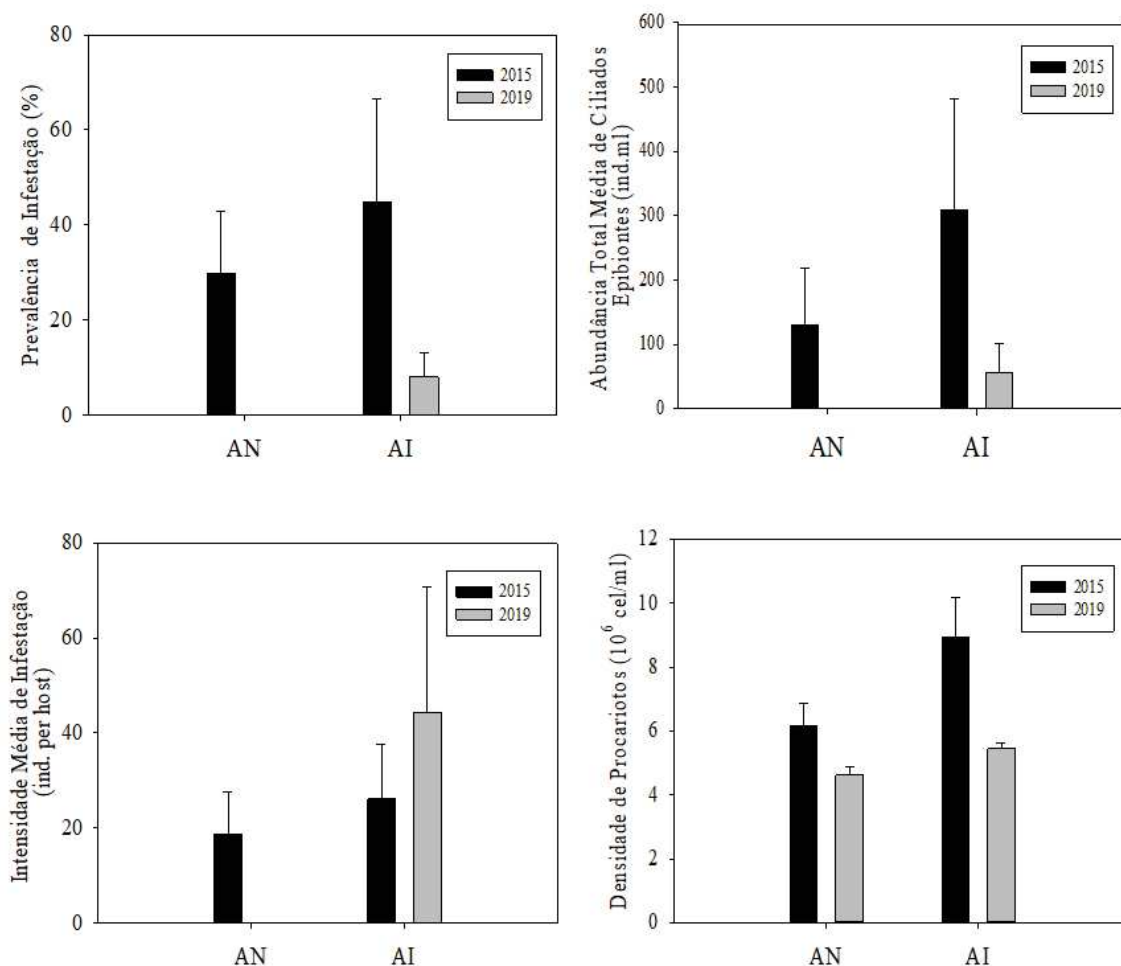 Prevalência de Infestação (%)
80
60
40
20
0
2015
2019
AN
AI
Abundância Total Média de Ciliados
Epibiontes (ind.ml)
600
500
400
300
200
100
0
2015
2019
AN
AI
Intensidade Média de Infestação
(ind. per host)
80
60
40
20
0
2015
2019
AN
AI
Densidade de Procariotos (10⁶ cel/ml)
12
10
8
6
4
2
0
2015
2019
AN
AI